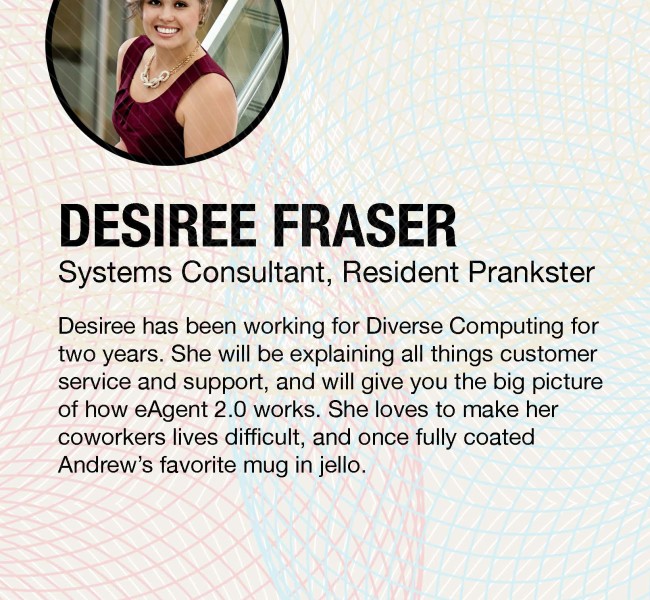 DESIREE FRASER
Systems Consultant, Resident Prankster
Desiree has been working for Diverse Computing for
two years. She will be explaining all things customer
service and support, and will give you the big picture
of how eAgent 2.0 works. She loves to make her
coworkers lives difficult, and once fully coated
Andrew’s favorite mug in jello.